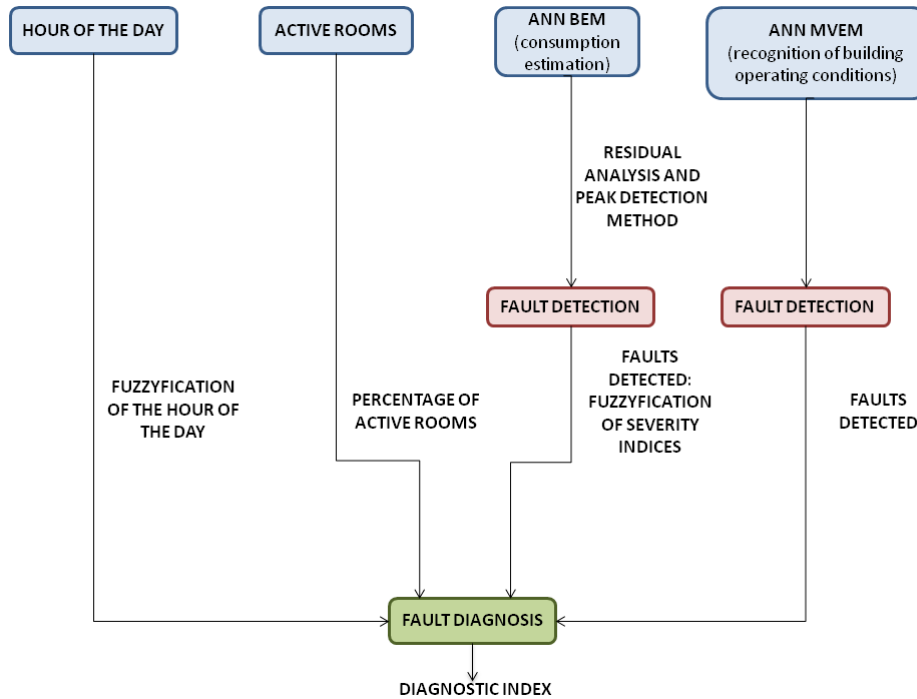 HOUR OF THE DAY
ACTIVE ROOMS
ANN BEM
(consumption
estimation)
ANN MVEM
(recognition of building
operating conditions)
RESIDUAL
ANALYSIS AND
PEAK DETECTION
METHOD
FAULT DETECTION
FAULT DETECTION
FUZZYFICATION
OF THE HOUR OF
THE DAY
PERCENTAGE OF
ACTIVE ROOMS
FAULTS
DETECTED:
FUZZYFICATION
OF SEVERITY
INDICES
FAULTS
DETECTED
FAULT DIAGNOSIS
DIAGNOSTIC INDEX